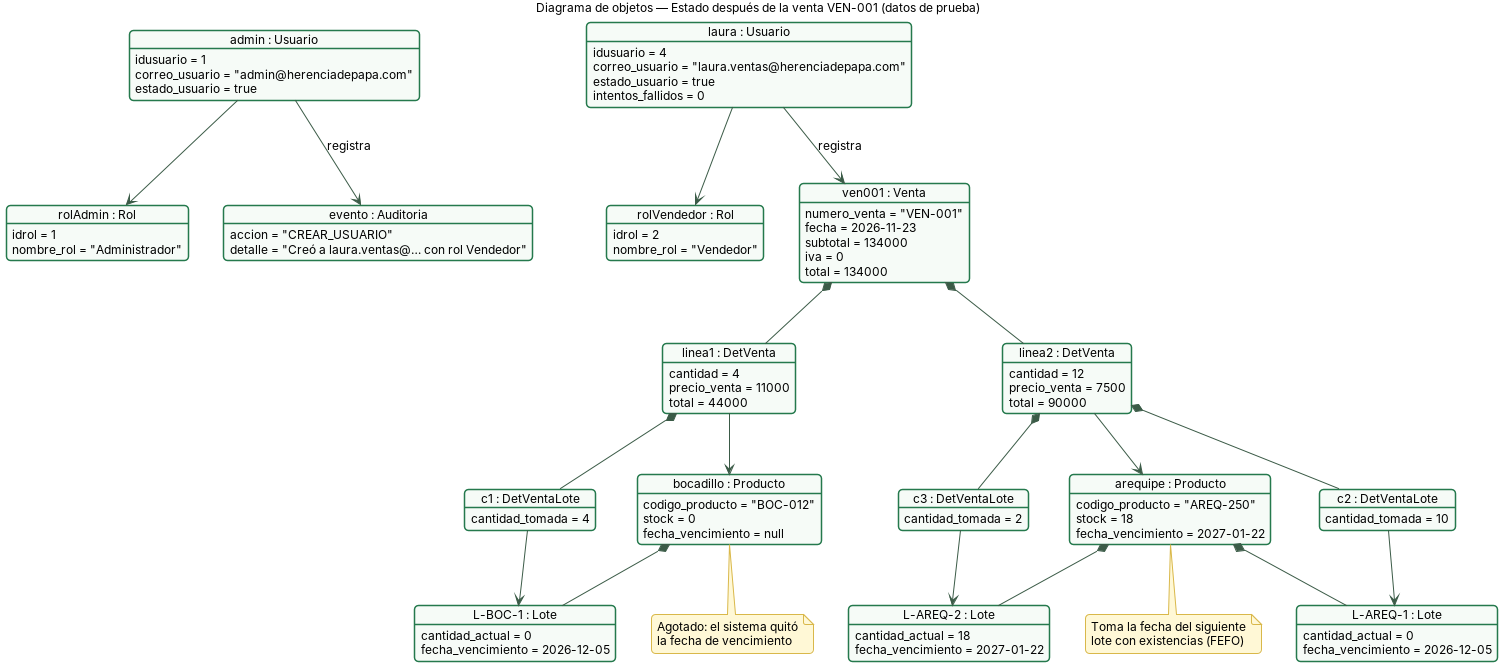 Diagrama de objetos — Estado después de la venta VEN-001 (datos de prueba)
admin : Usuario
idusuario = 1
correo_usuario = "admin@herenciadepapa.com"
estado_usuario = true
laura : Usuario
idusuario = 4
correo_usuario = "laura.ventas@herenciadepapa.com"
estado_usuario = true
intentos_fallidos = 0
registra
registra
rolAdmin : Rol
idrol = 1
nombre_rol = "Administrador"
evento : Auditoria
accion = "CREAR_USUARIO"
detalle = "Creó a laura.ventas@... con rol Vendedor"
rolVendedor : Rol
idrol = 2
nombre_rol = "Vendedor"
ven001 : Venta
numero_venta = "VEN-001"
fecha = 2026-11-23
subtotal = 134000
iva = 0
total = 134000
linea1 : DetVenta
cantidad = 4
precio_venta = 11000
total = 44000
linea2 : DetVenta
cantidad = 12
precio_venta = 7500
total = 90000
c1 : DetVentaLote
cantidad_tomada = 4
bocadillo : Producto
codigo_producto = "BOC-012"
stock = 0
fecha_vencimiento = null
c3 : DetVentaLote
cantidad_tomada = 2
arequipe : Producto
codigo_producto = "AREQ-250"
stock = 18
fecha_vencimiento = 2027-01-22
c2 : DetVentaLote
cantidad_tomada = 10
L-BOC-1 : Lote
cantidad_actual = 0
fecha_vencimiento = 2026-12-05
Agotado: el sistema quitó
la fecha de vencimiento
L-AREQ-2 : Lote
cantidad_actual = 18
fecha_vencimiento = 2027-01-22
Toma la fecha del siguiente
lote con existencias (FEFO)
L-AREQ-1 : Lote
cantidad_actual = 0
fecha_vencimiento = 2026-12-05